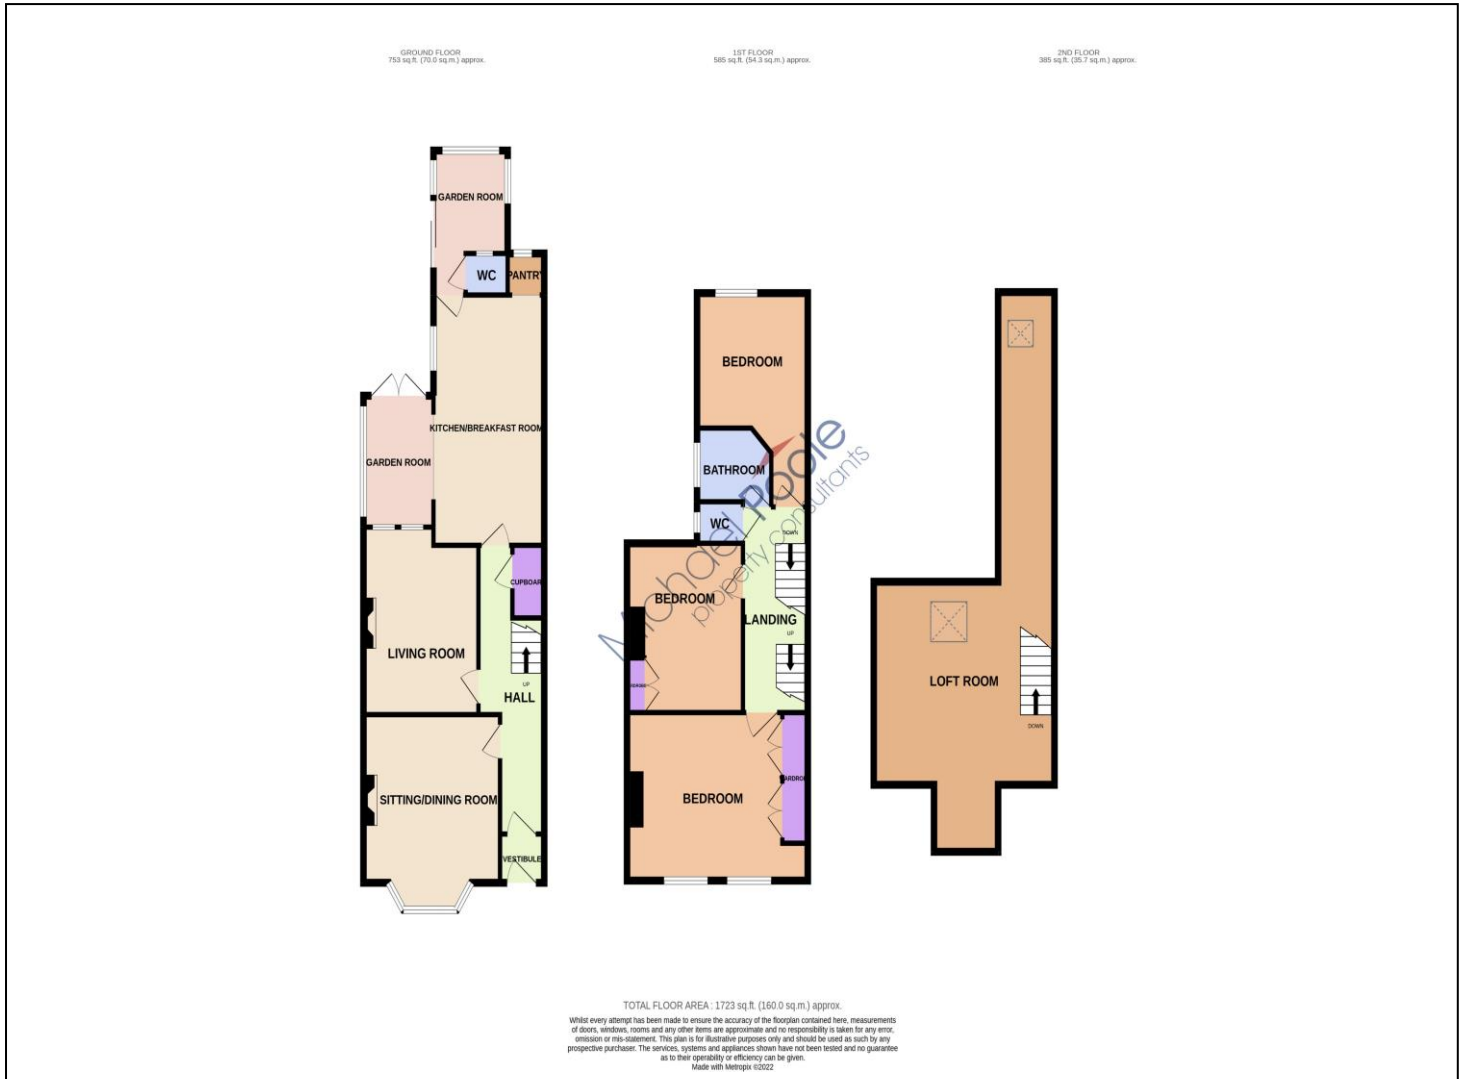 GROUND FLOOR
753 sq.ft. (70.0 sq.m.) approx.
1ST FLOOR
585 sq.ft. (54.3 sq.m.) approx.
2ND FLOOR
385 sq.ft. (35.7 sq.m.) approx.
GARDEN ROOM
WC
PANTRY
KITCHEN/BREAKFAST ROOM
GARDEN ROOM
CUPBOAR
LIVING ROOM
UP
HALL
SITTING/DINING ROOM
VESTIBULE
BEDROOM
BATHROOM
WC
DOWN
BEDROOM
LANDING
UP
BEDROOM
ARDRO
Michael Poole
property consultants
LOFT ROOM
DOWN
TOTAL FLOOR AREA : 1723 sq.ft. (160.0 sq.m.) approx.
Whilst every attempt has been made to ensure the accuracy of the floorplan contained here, measurements
of doors, windows, rooms and any other items are approximate and no responsibility is taken for any error,
omission or mis-statement. This plan is for illustrative purposes only and should be used as such by any
prospective purchaser. The services, systems and appliances shown have not been tested and no guarantee
as to their operability or efficiency can be given.
Made with Metropix ©2022